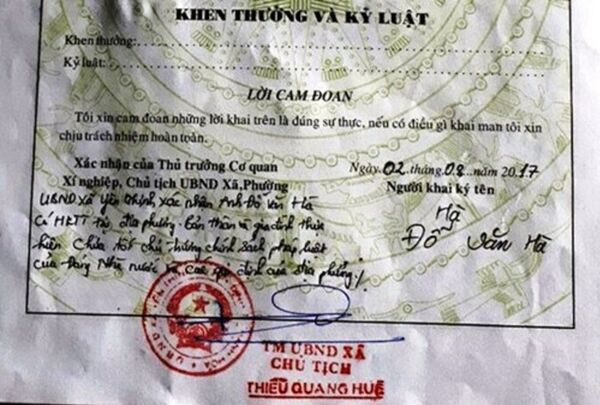 KHEN THƯỞNG VÀ KỶ LUẬT
Khen thưởng:
Kỷ luật:
LỜI CAM ĐOAN
Tôi xin cam đoan những lời khai trên là đúng sự thực, nếu có điều gì khai man tôi xin
chịu trách nhiệm hoàn toàn.
Xác nhận của Thủ trưởng Cơ quan
Xí nghiệp, Chủ tịch UBND Xã,Phường
UBND xã Yên Thịnh xác nhận Anh Đỗ Văn Hà
Có HKTT tại địa phương. bản thân và gia đình thực
hiện Chưa tốt chủ trương chính sách pháp luật
của Đảng Nhà nước và Các quy định của địa phương./
Ngày 02 tháng 08 năm 2017
Người khai ký tên
Hà
Đỗ Văn Hà
TM UBND XÃ
CHỦ TỊCH
THIỀU QUANG HUẾ